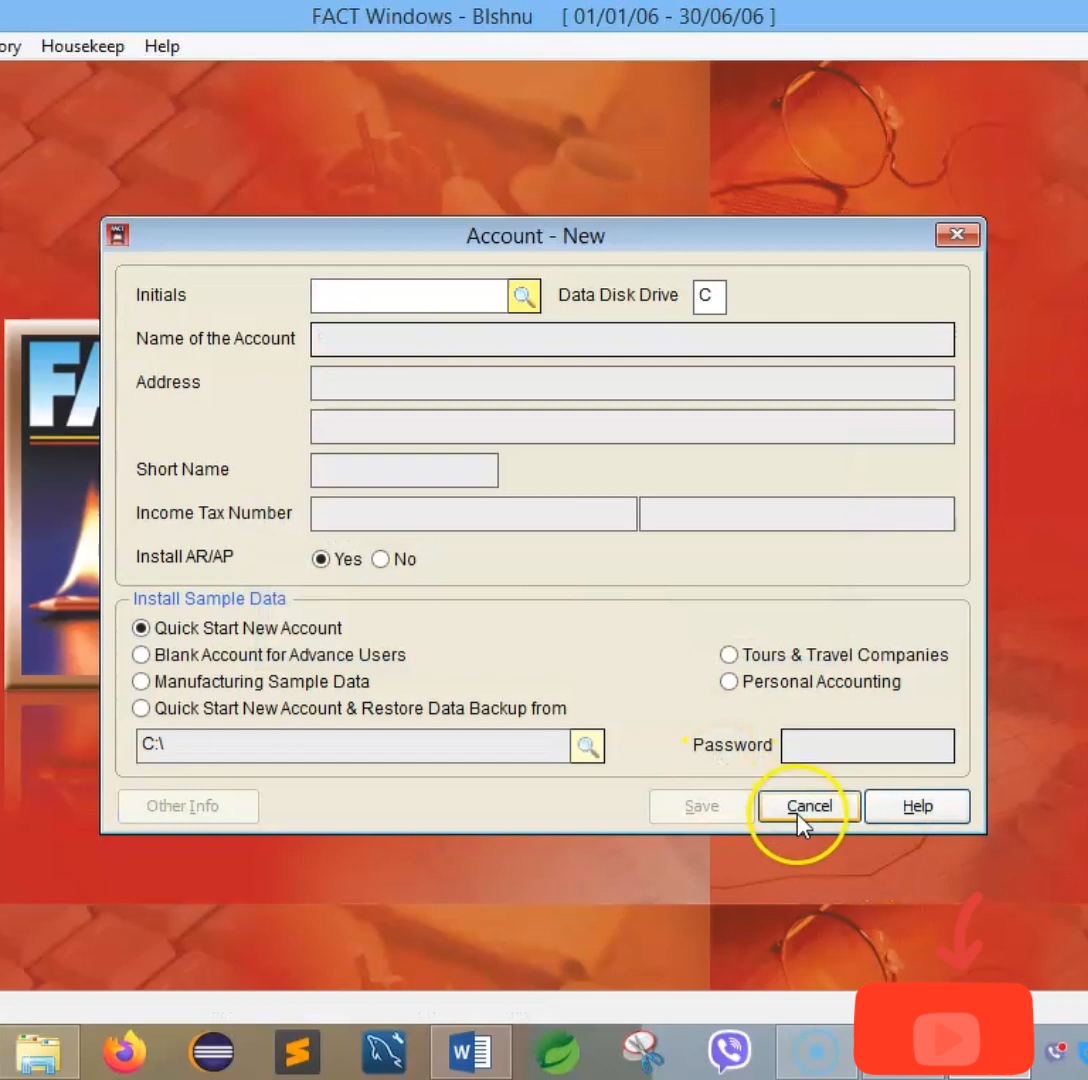 FACT Windows - BIshnu [ 01/01/06 - 30/06/06 ]
ory Housekeep Help
FACT
Account - New
FA
Initials Data Disk Drive C
Name of the Account
Address
Short Name
Income Tax Number
Install AR/AP Yes No
Install Sample Data
Quick Start New Account
Blank Account for Advance Users Tours & Travel Companies
Manufacturing Sample Data Personal Accounting
Quick Start New Account & Restore Data Backup from
C:\ * Password
Other Info Save Cancel Help
W